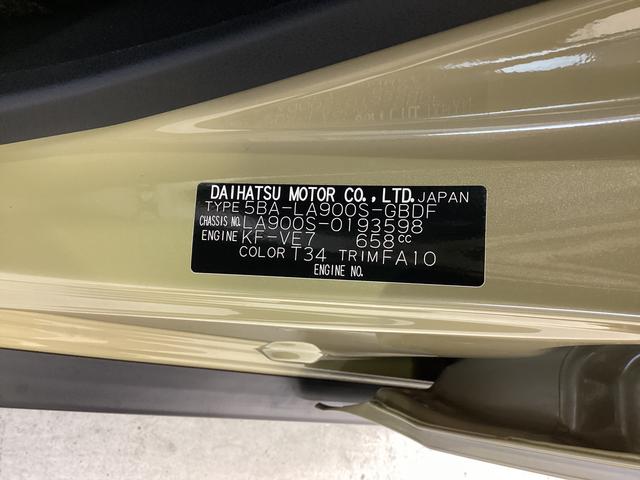 DAIHATSU MOTOR CO., LTD. JAPAN
TYPE 5BA-LA900S-GBDF
CHASSIS NO. LA900S-0193598
ENGINE KF-VE7 658cc
COLOR T34 TRIM FA10
ENGINE NO.